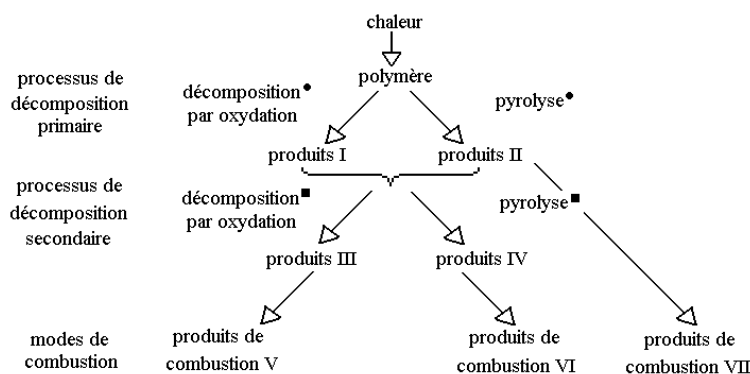 chaleur
polymère
processus de
décomposition
primaire
décomposition●
par oxydation
pyrolyse●
produits I
produits II
processus de
décomposition
secondaire
décomposition■
par oxydation
pyrolyse■
produits III
produits IV
modes de
combustion
produits de
combustion V
produits de
combustion VI
produits de
combustion VII